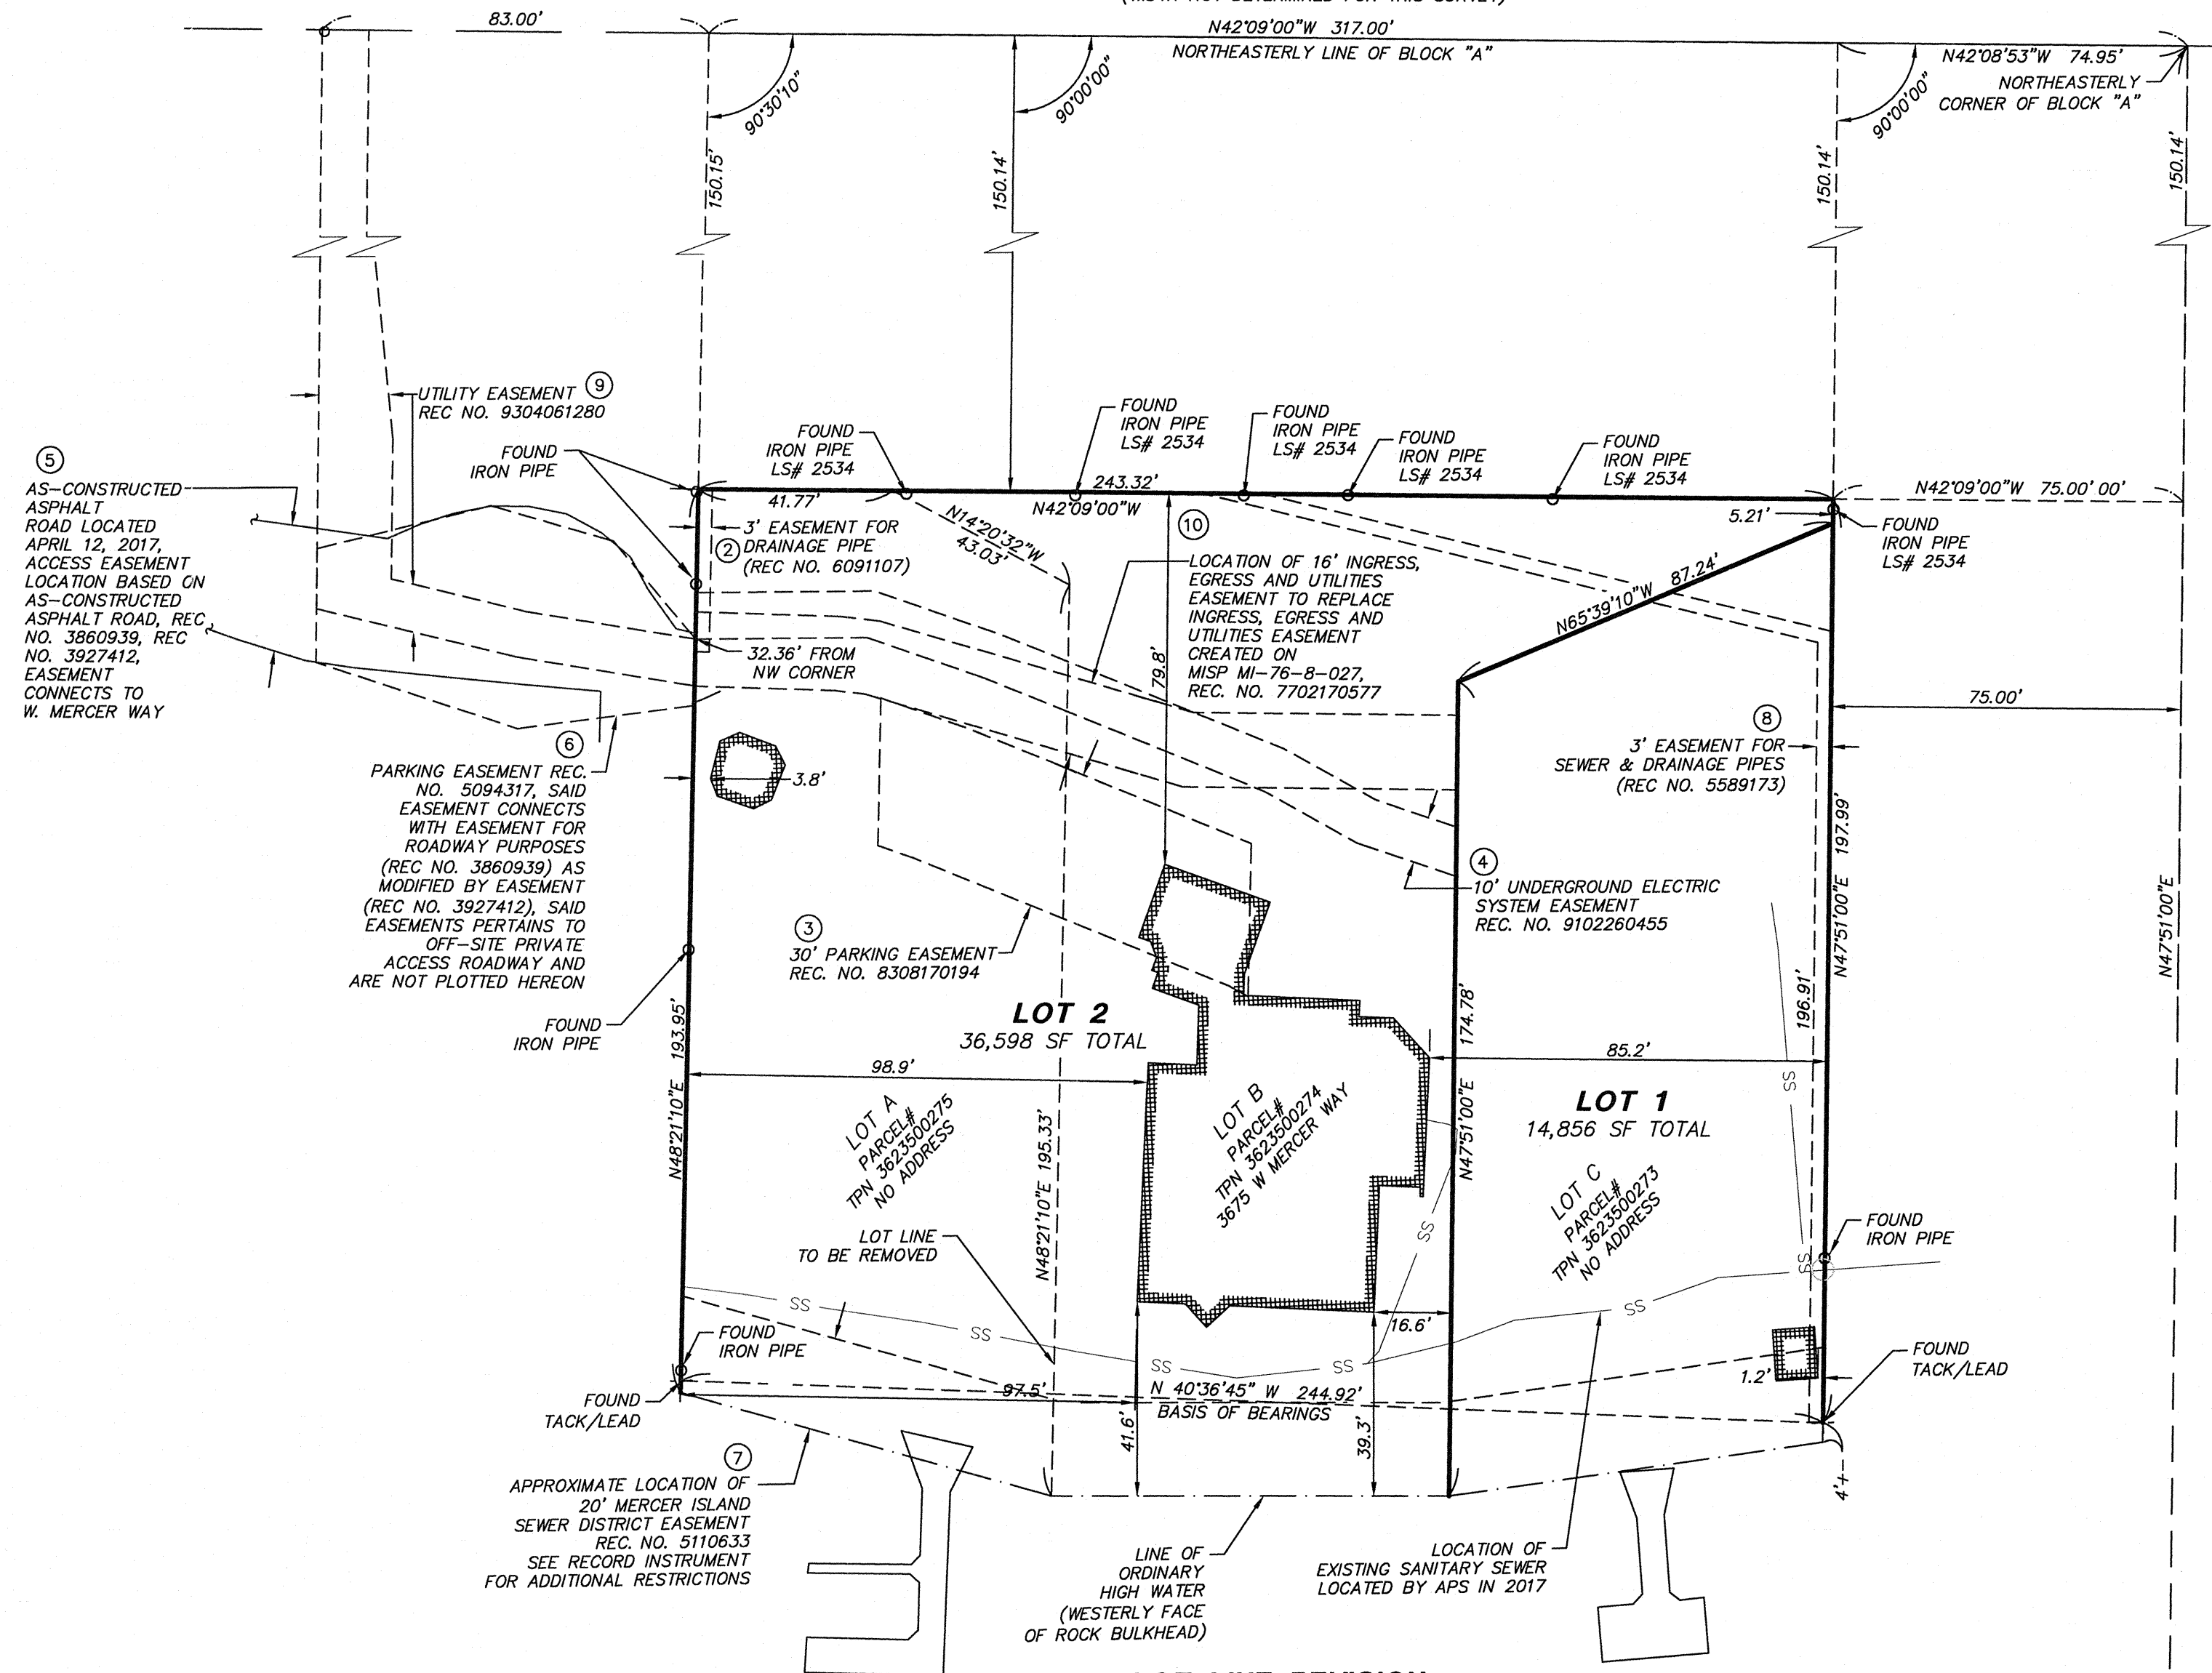 83.00'
N42°09'00"W 317.00'
NORTHEASTERLY LINE OF BLOCK "A"
N42°08'53"W 74.95'
NORTHEASTERLY
CORNER OF BLOCK "A"
90°30'10"
90°00'00"
90°00'00"
150.15'
150.14'
150.14'
150.14'
UTILITY EASEMENT 9
REC NO. 9304061280
FOUND
IRON PIPE
FOUND
IRON PIPE
LS# 2534
FOUND
IRON PIPE
LS# 2534
FOUND
IRON PIPE
LS# 2534
FOUND
IRON PIPE
LS# 2534
FOUND
IRON PIPE
LS# 2534
5
AS-CONSTRUCTED
ASPHALT
ROAD LOCATED
APRIL 12, 2017,
ACCESS EASEMENT
LOCATION BASED ON
AS-CONSTRUCTED
ASPHALT ROAD, REC
NO. 3860939, REC
NO. 3927412,
EASEMENT
CONNECTS TO
W. MERCER WAY
41.77'
243.32'
N42°09'00"W
N42°09'00"W 75.00'00'
5.21'
FOUND
IRON PIPE
LS# 2534
2
3' EASEMENT FOR
DRAINAGE PIPE
(REC NO. 6091107)
N14°20'32"W
43.03'
10
LOCATION OF 16' INGRESS,
EGRESS AND UTILITIES
EASEMENT TO REPLACE
INGRESS, EGRESS AND
UTILITIES EASEMENT
CREATED ON
MISP MI-76-8-027,
REC. NO. 7702170577
N65°39'10"W 87.24'
32.36' FROM
NW CORNER
79.8'
75.00'
8
3' EASEMENT FOR
SEWER & DRAINAGE PIPES
(REC NO. 5589173)
6
PARKING EASEMENT REC.
NO. 5094317, SAID
EASEMENT CONNECTS
WITH EASEMENT FOR
ROADWAY PURPOSES
(REC NO. 3860939) AS
MODIFIED BY EASEMENT
(REC NO. 3927412), SAID
EASEMENTS PERTAINS TO
OFF-SITE PRIVATE
ACCESS ROADWAY AND
ARE NOT PLOTTED HEREON
3.8'
4
10' UNDERGROUND ELECTRIC
SYSTEM EASEMENT
REC. NO. 9102260455
3
30' PARKING EASEMENT
REC. NO. 8308170194
N47°51'00"E 197.99'
N47°51'00"E
196.91'
FOUND
IRON PIPE
LOT 2
36,598 SF TOTAL
N48°21'10"E 193.95'
98.9'
N47°51'00"E 174.78'
85.2'
SS
LOT 1
14,856 SF TOTAL
LOT A
PARCEL#
TPN 3623500275
NO ADDRESS
LOT B
PARCEL#
TPN 3623500274
3675 W MERCER WAY
LOT C
PARCEL#
TPN 3623500273
NO ADDRESS
N48°21'10"E 195.33'
LOT LINE
TO BE REMOVED
SS
SS
FOUND
IRON PIPE
SS
SS
SS
SS
SS
16.6'
FOUND
IRON PIPE
FOUND
TACK/LEAD
FOUND
TACK/LEAD
1.2'
97.5'
N 40°36'45" W 244.92'
BASIS OF BEARINGS
41.6'
39.3'
4'±
7
APPROXIMATE LOCATION OF
20' MERCER ISLAND
SEWER DISTRICT EASEMENT
REC. NO. 5110633
SEE RECORD INSTRUMENT
FOR ADDITIONAL RESTRICTIONS
LINE OF
ORDINARY
HIGH WATER
(WESTERLY FACE
OF ROCK BULKHEAD)
LOCATION OF
EXISTING SANITARY SEWER
LOCATED BY APS IN 2017